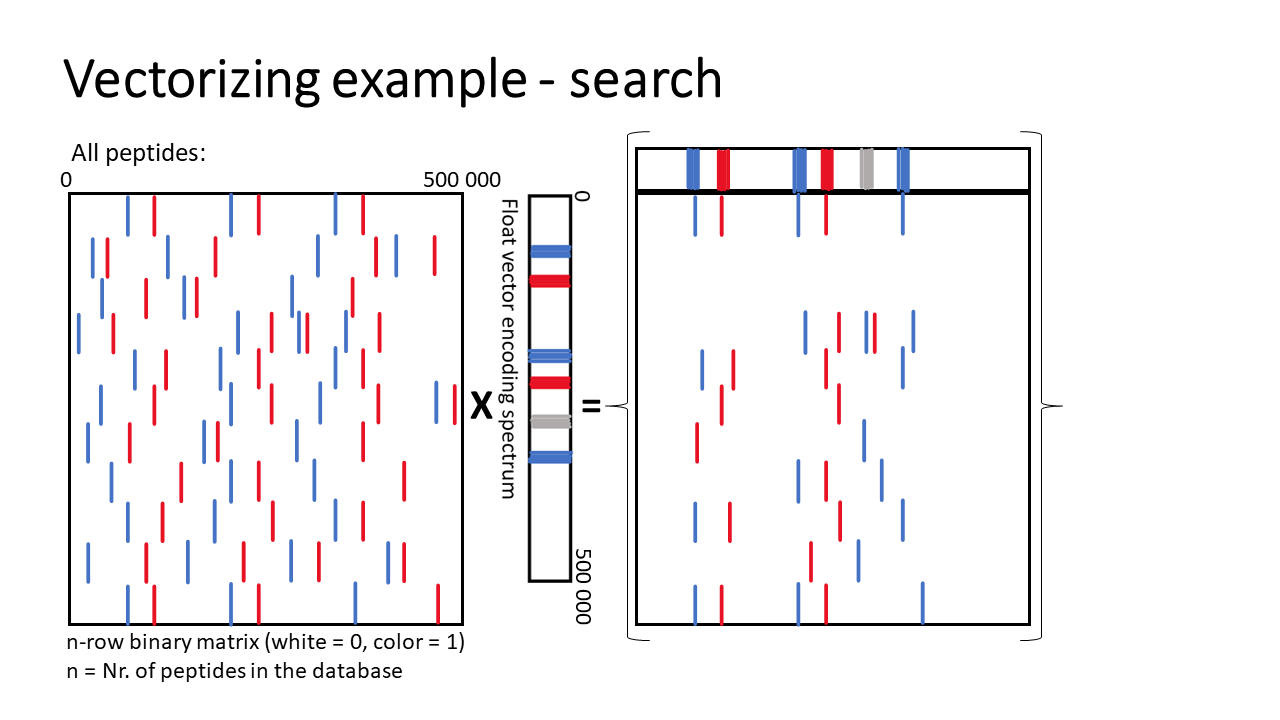 Vectorizing example - search
All peptides:
0
500 000
X
Float vector encoding spectrum
0
500 000
=
n-row binary matrix (white = 0, color = 1)
n = Nr. of peptides in the database